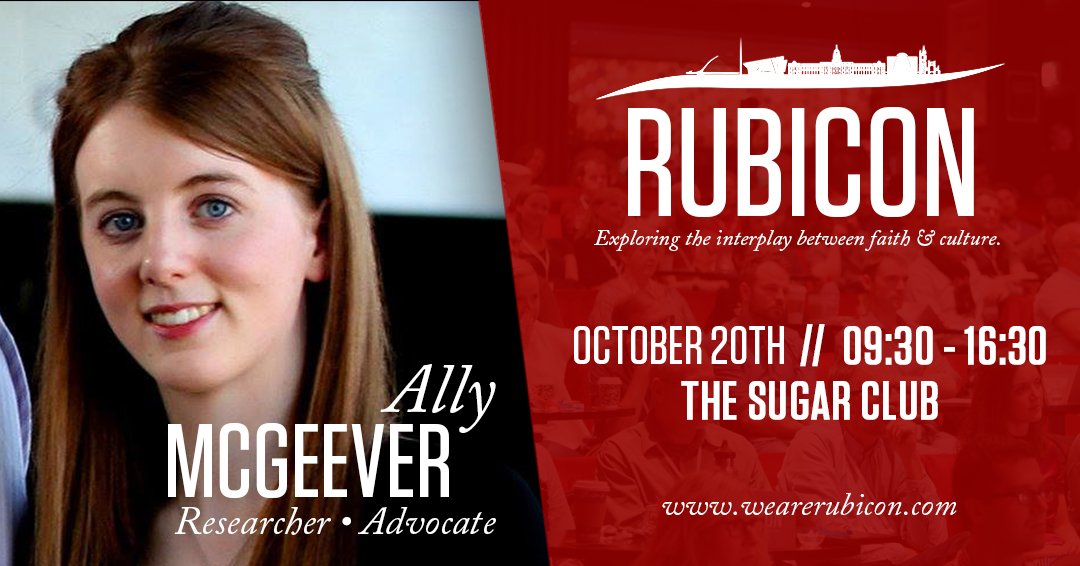 Ally
MCGEEVER
Researcher • Advocate
RUBICON
Exploring the interplay between faith & culture.
OCTOBER 20TH // 09:30 - 16:30
THE SUGAR CLUB
www.wearerubicon.com